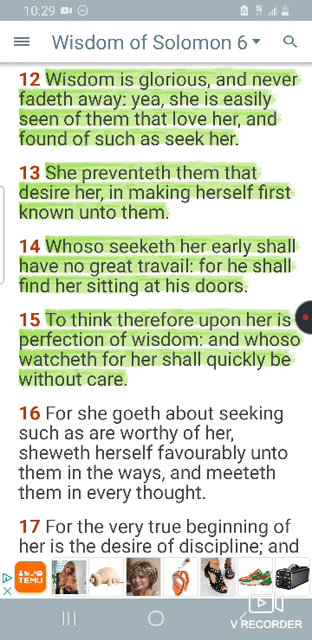 10:29
Wisdom of Solomon 6
12 Wisdom is glorious, and never
fadeth away: yea, she is easily
seen of them that love her, and
found of such as seek her.
13 She preventeth them that
desire her, in making herself first
known unto them.
14 Whoso seeketh her early shall
have no great travail: for he shall
find her sitting at his doors.
15 To think therefore upon her is
perfection of wisdom: and whoso
watcheth for her shall quickly be
without care.
16 For she goeth about seeking
such as are worthy of her,
sheweth herself favourably unto
them in the ways, and meeteth
them in every thought.
17 For the very true beginning of
her is the desire of discipline; and
TEMU
V RECORDER